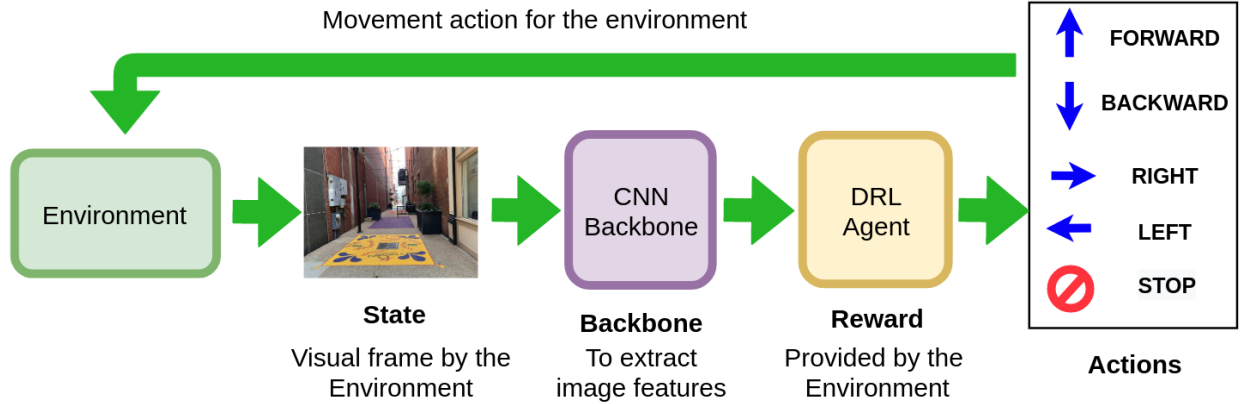 Movement action for the environment
FORWARD
BACKWARD
RIGHT
LEFT
STOP
Actions
Environment
State
Visual frame by the
Environment
CNN
Backbone
Backbone
To extract
image features
DRL
Agent
Reward
Provided by the
Environment